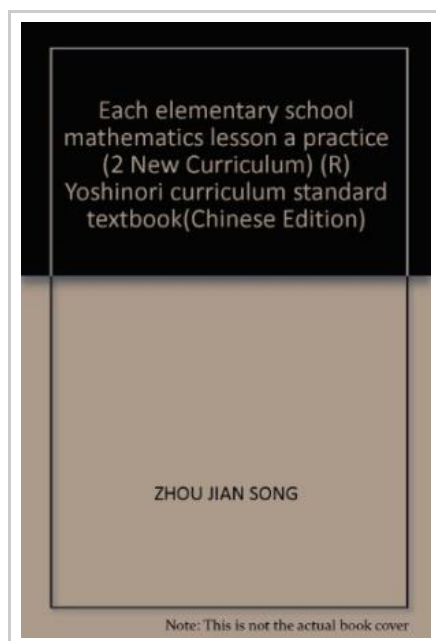 Each elementary school
mathematics lesson a practice
(2 New Curriculum) (R)
Yoshinori curriculum standard
textbook(Chinese Edition)
ZHOU JIAN SONG
Note: This is not the actual book cover